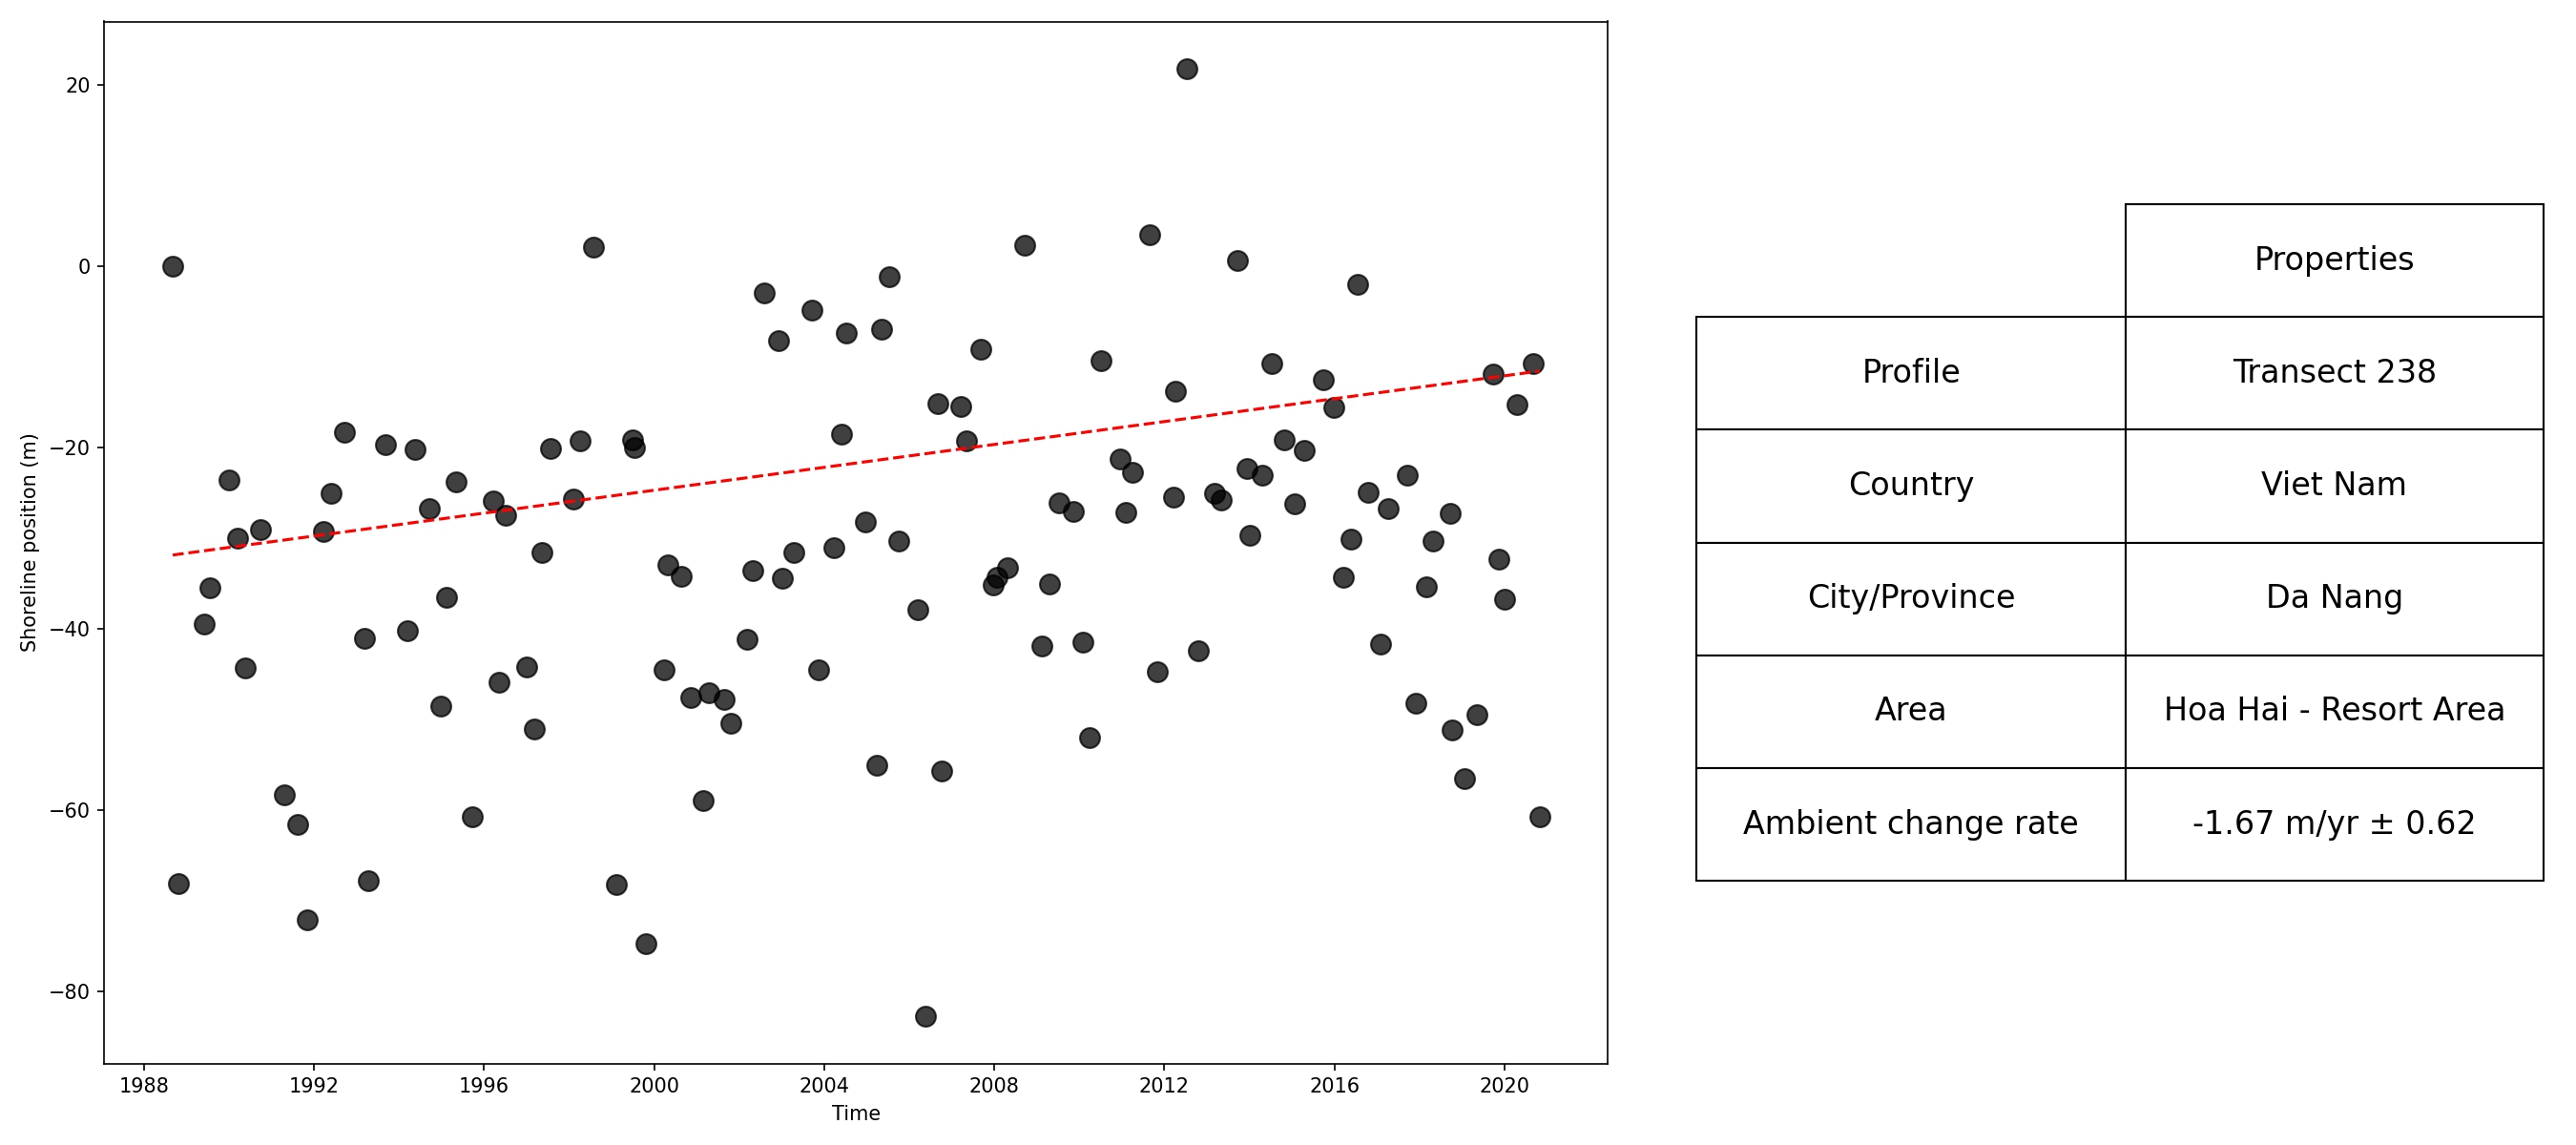 20
0
−20
−40
−60
−80
Shoreline position (m)
1988 1992 1996 2000 2004 2008 2012 2016 2020
Time
Properties
Profile Transect 238
Country Viet Nam
City/Province Da Nang
Area Hoa Hai - Resort Area
Ambient change rate -1.67 m/yr ± 0.62